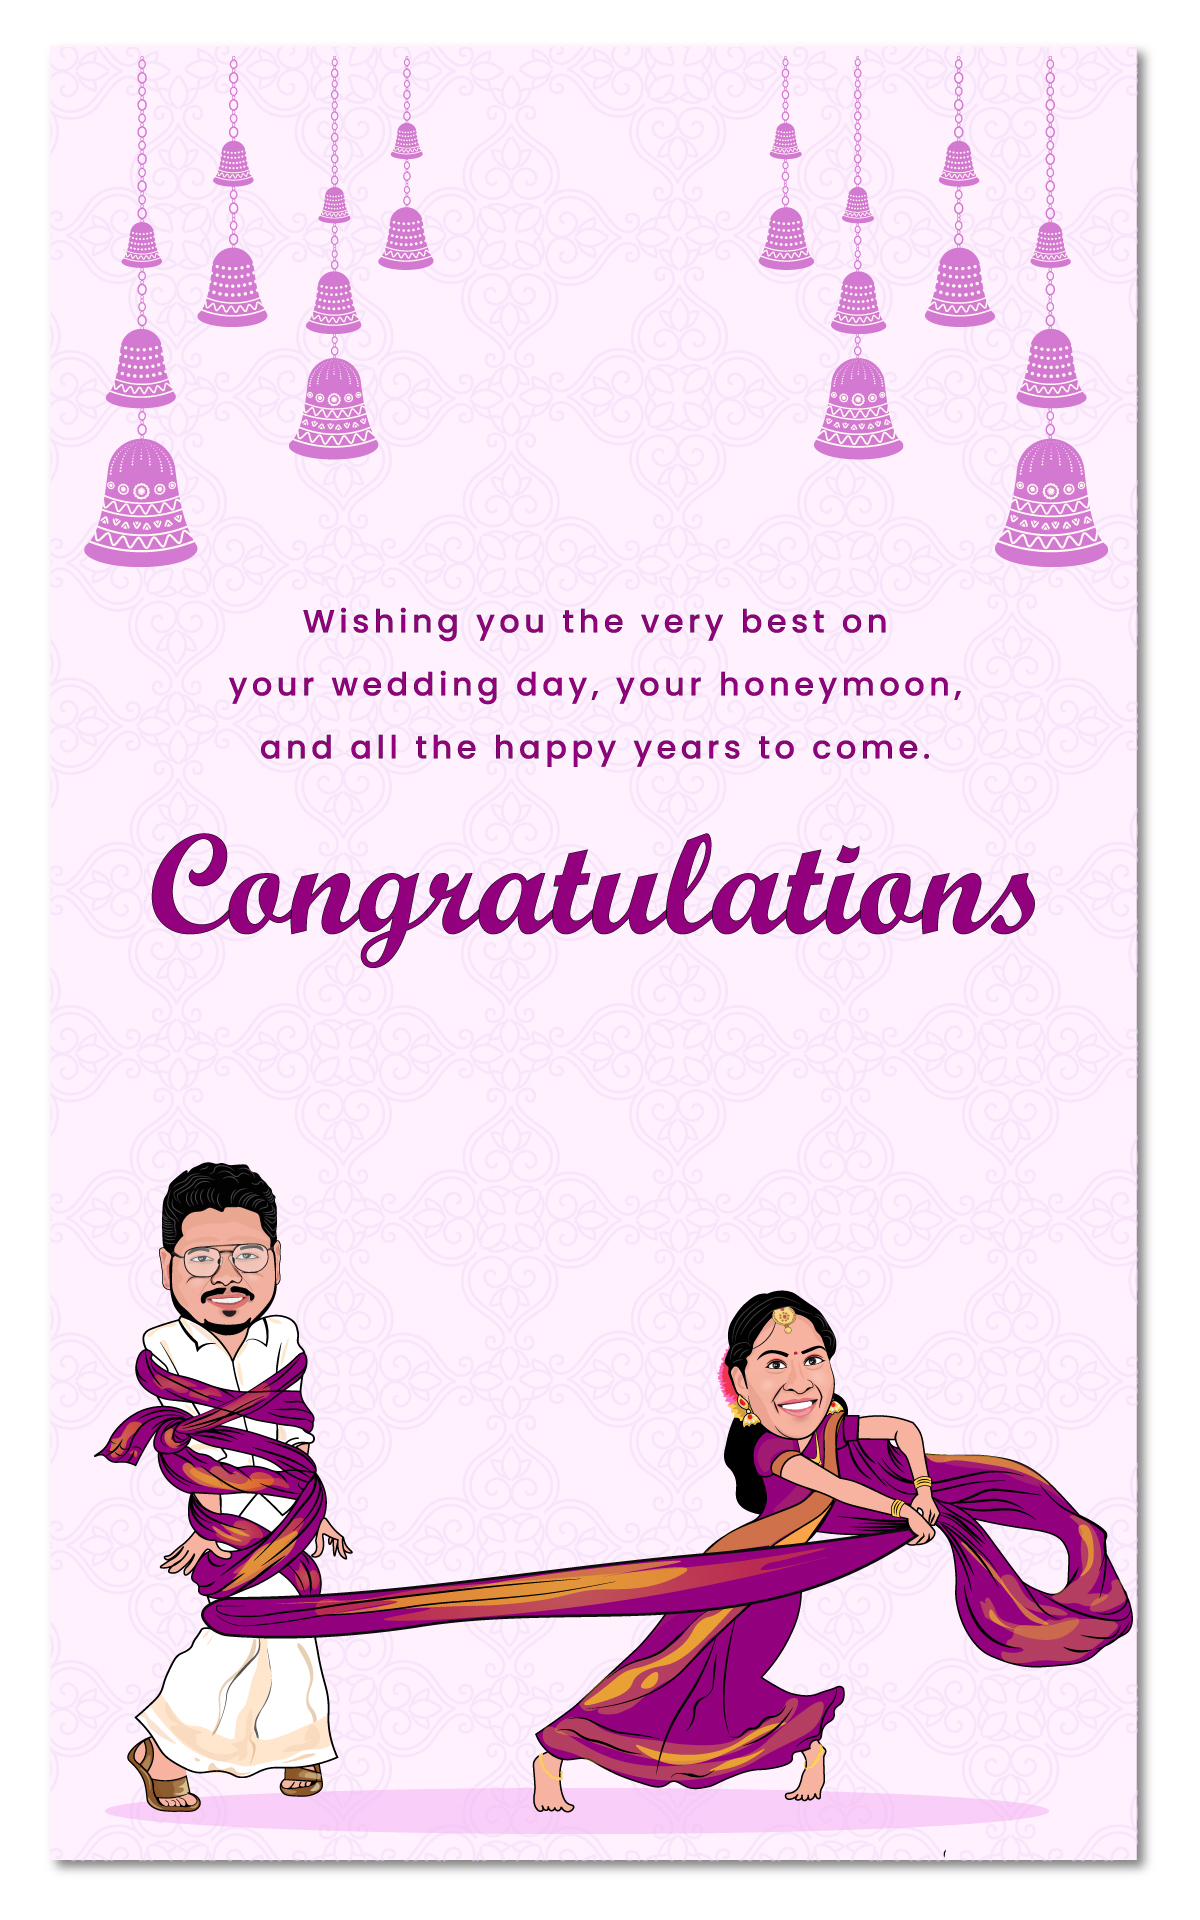 Wishing you the very best on
your wedding day, your honeymoon,
and all the happy years to come.
Congratulations